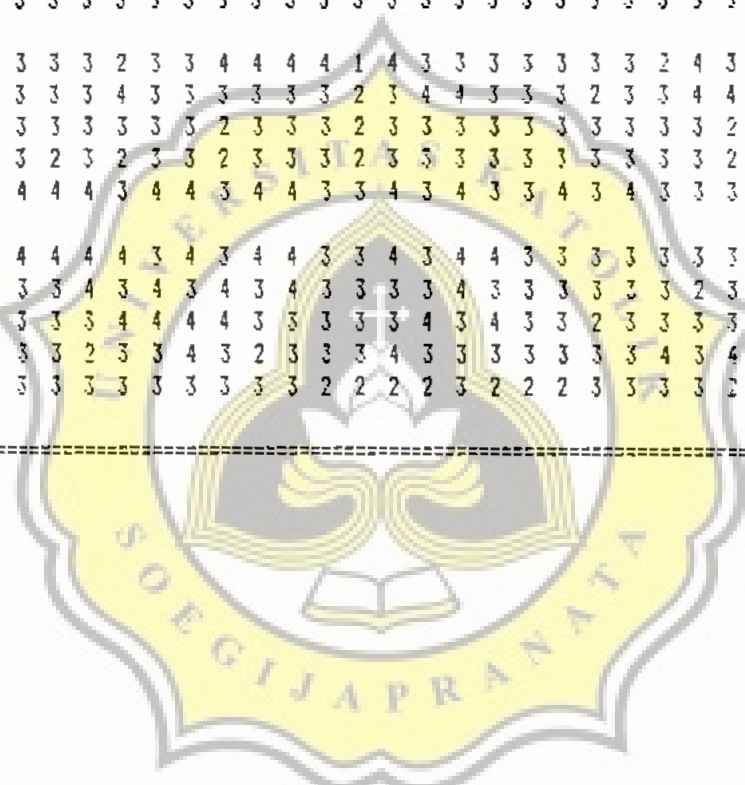 3 3 3 2 3 3 4 4 4 4 1 4 3 3 3 3 3 3 3 2 4 3
3 3 3 4 3 3 3 3 3 3 2 3 4 4 3 3 3 2 3 3 4 4
3 3 3 3 3 3 2 3 3 3 2 3 3 3 3 3 3 3 3 3 3 2
3 2 3 2 3 3 2 3 3 3 2 3 3 3 3 3 3 3 3 3 3 2
4 4 4 3 4 4 3 4 4 3 3 4 3 4 3 3 4 3 4 3 3 3
4 4 4 4 3 4 3 4 4 3 3 4 3 4 4 3 3 3 3 3 3 3
3 3 4 3 4 3 4 3 4 3 3 3 3 4 3 3 3 3 3 3 2 3
3 3 3 4 4 4 4 3 3 3 3 3 4 3 4 3 3 2 3 3 3 3
3 3 2 3 3 4 3 2 3 3 3 4 3 3 3 3 3 3 3 4 3 4
3 3 3 3 3 3 3 3 3 2 2 2 2 3 2 2 2 3 3 3 3 2
UNIVERSITAS KATOLIK
SOEGIJAPRANATA